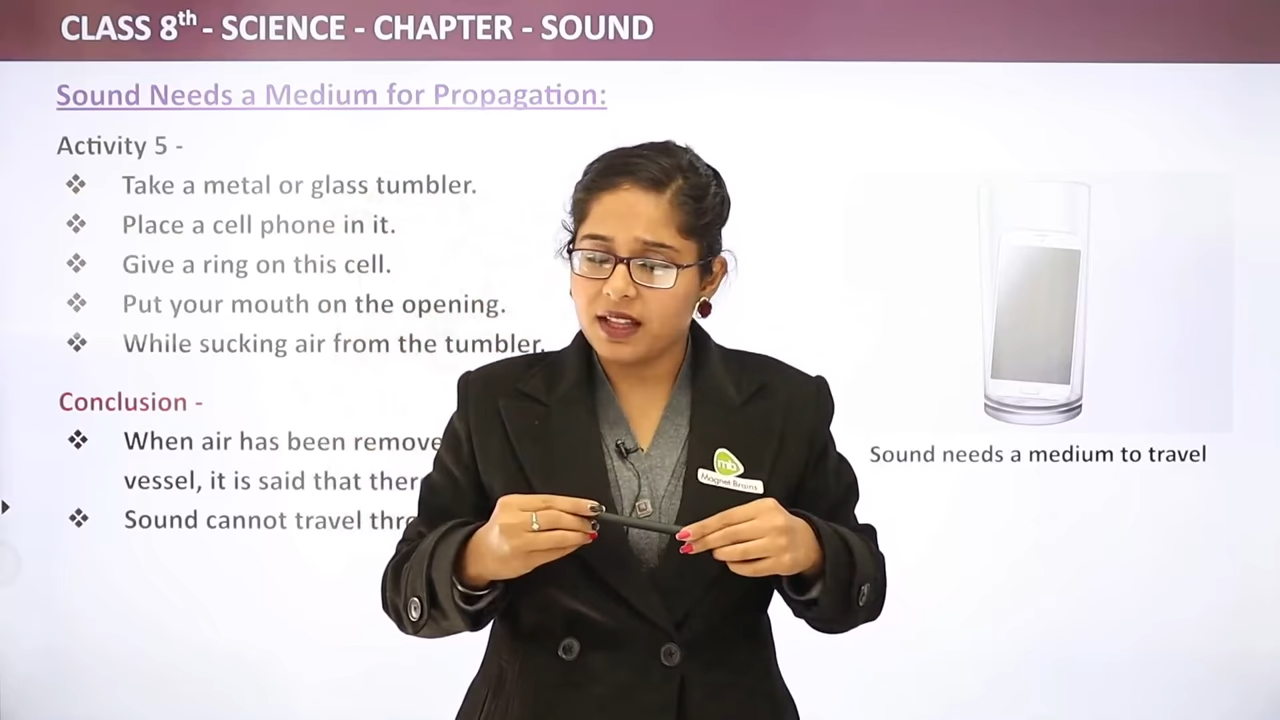 CLASS 8th - SCIENCE - CHAPTER - SOUND
Sound Needs a Medium for Propagation:
Activity 5 -
❖ Take a metal or glass tumbler.
❖ Place a cell phone in it.
❖ Give a ring on this cell.
❖ Put your mouth on the opening.
❖ While sucking air from the tumbler.
Conclusion -
❖ When air has been remove
vessel, it is said that ther
❖ Sound cannot travel thro
Sound needs a medium to travel
mb
Magnet Brains